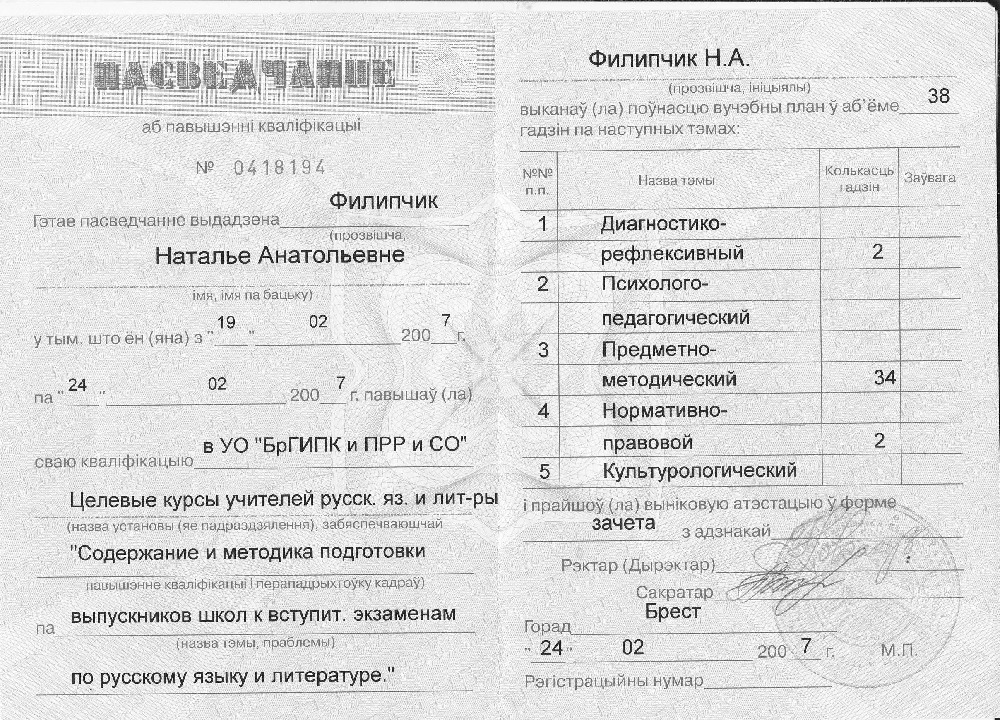 ПАСВЕДЧАННЕ
аб павышэнні кваліфікацыі
№ 0418194
Филипчик
Гэтае пасведчанне выдадзена
(прозвішча,
Наталье Анатольевне
імя, імя па бацьку)
у тым, што ён (яна) з "19" 02 2007 г.
па "24" 02 2007 г. павышаў (ла)
сваю кваліфікацыю в УО "БрГИПК и ПРР и СО"
Целевые курсы учителей русск. яз. и лит-ры
(назва установы (яе падраздзялення), забяспечваюшчай
"Содержание и методика подготовки
павышэнне кваліфікацыі і перападрыхтоўку кадраў)
па выпускников школ к вступит. экзаменам
(назва тэмы, праблемы)
по русскому языку и литературе."
Филипчик Н.А.
(прозвішча, ініцыялы)
выканаў (ла) поўнасцю вучэбны план ў аб’ёме 38
гадзін па наступных тэмах:
№№ п.п. Назва тэмы Колькасць гадзін Заўвага
1 Диагностико-
рефлексивный 2
2 Психолого-
педагогический
3 Предметно-
методический 34
4 Нормативно-
правовой 2
5 Культурологический
і прайшоў (ла) выніковую атэстацыю ў форме
зачета з адзнакай
Рэктар (Дырэктар)
Сакратар
Горад Брест
"24" 02 2007 г. М.П.
Рэгістрацыйны нумар